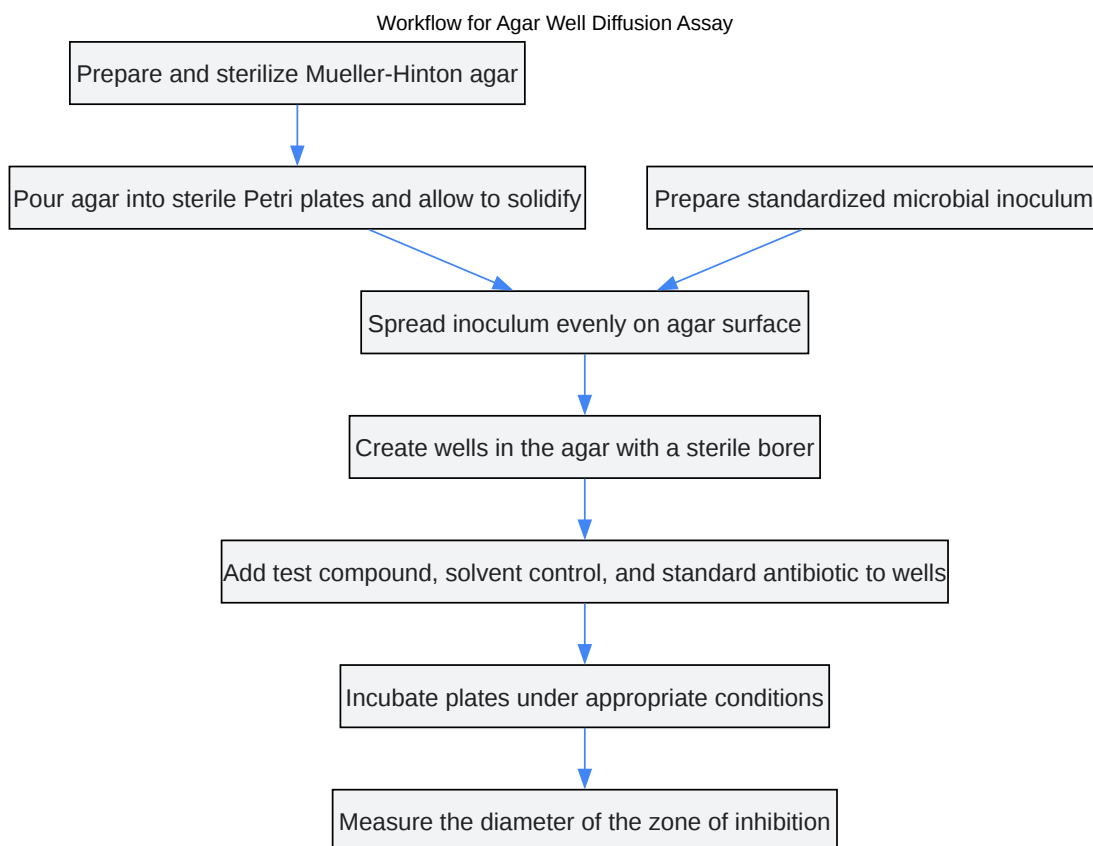 Workflow for Agar Well Diffusion Assay
Prepare and sterilize Mueller-Hinton agar
Pour agar into sterile Petri plates and allow to solidify
Prepare standardized microbial inoculum
Spread inoculum evenly on agar surface
Create wells in the agar with a sterile borer
Add test compound, solvent control, and standard antibiotic to wells
Incubate plates under appropriate conditions
Measure the diameter of the zone of inhibition